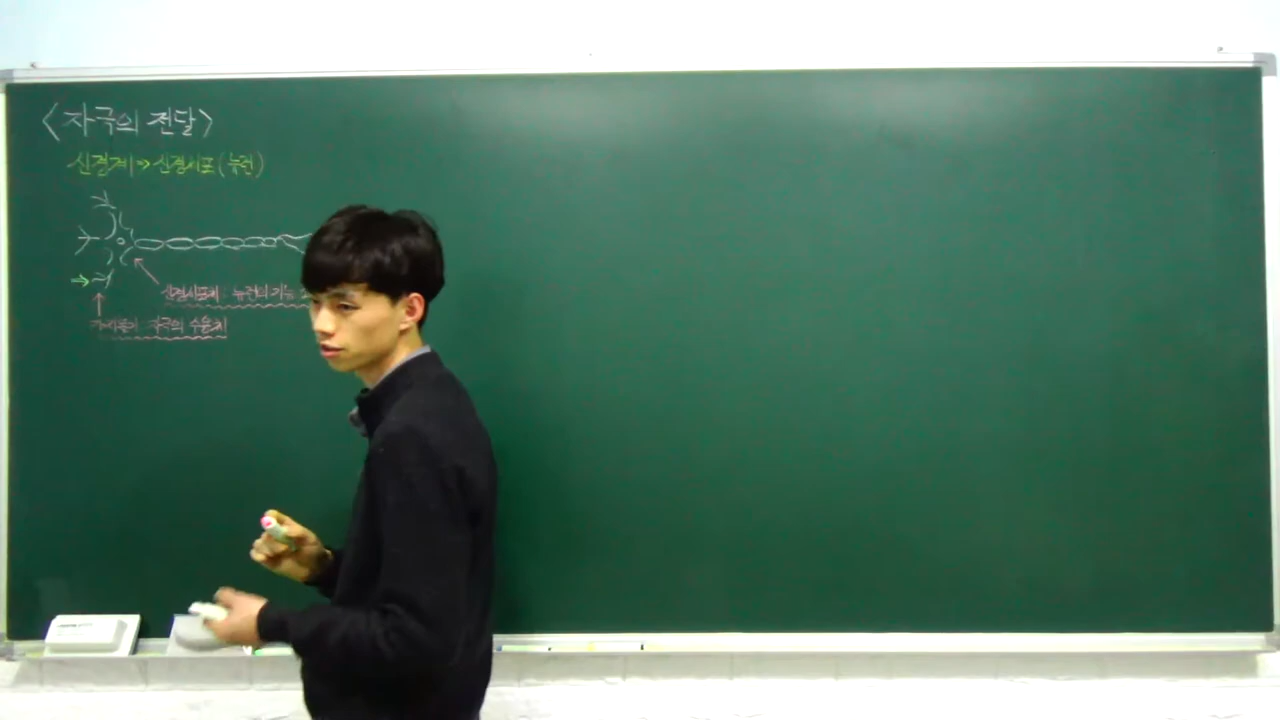 <자극의 전달>
신경계 → 신경세포(뉴런)
신경세포체 : 뉴런의 기능
가지돌기 : 자극의 수용체